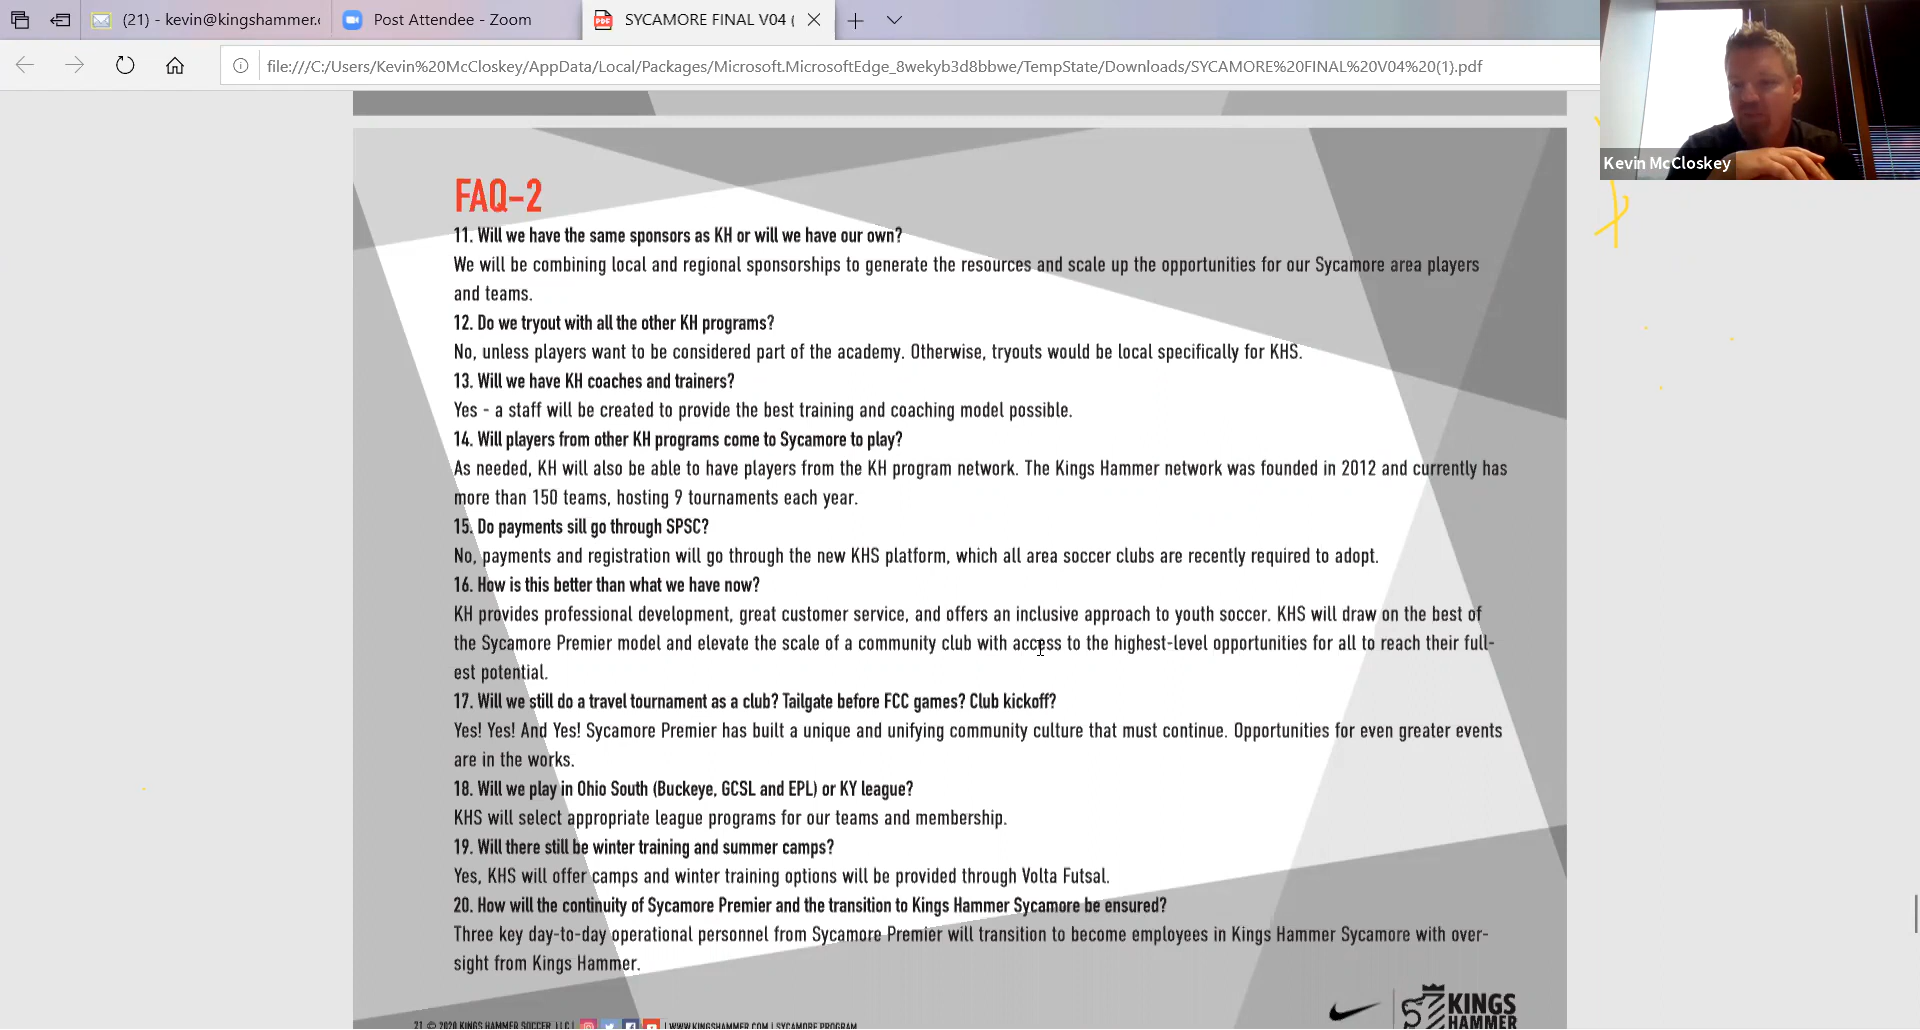 (21) - kevin@kingshammer.c
Post Attendee - Zoom
SYCAMORE FINAL V04 (
file:///C:/Users/Kevin%20McCloskey/AppData/Local/Packages/Microsoft.MicrosoftEdge_8wekyb3d8bbwe/TempState/Downloads/SYCAMORE%20FINAL%20V04%20(1).pdf
Kevin McCloskey
FAQ-2
11. Will we have the same sponsors as KH or will we have our own?
We will be combining local and regional sponsorships to generate the resources and scale up the opportunities for our Sycamore area players
and teams.
12. Do we tryout with all the other KH programs?
No, unless players want to be considered part of the academy. Otherwise, tryouts would be local specifically for KHS.
13. Will we have KH coaches and trainers?
Yes - a staff will be created to provide the best training and coaching model possible.
14. Will players from other KH programs come to Sycamore to play?
As needed, KH will also be able to have players from the KH program network. The Kings Hammer network was founded in 2012 and currently has
more than 150 teams, hosting 9 tournaments each year.
15. Do payments sill go through SPSC?
No, payments and registration will go through the new KHS platform, which all area soccer clubs are recently required to adopt.
16. How is this better than what we have now?
KH provides professional development, great customer service, and offers an inclusive approach to youth soccer. KHS will draw on the best of
the Sycamore Premier model and elevate the scale of a community club with access to the highest-level opportunities for all to reach their full-
est potential.
17. Will we still do a travel tournament as a club? Tailgate before FCC games? Club kickoff?
Yes! Yes! And Yes! Sycamore Premier has built a unique and unifying community culture that must continue. Opportunities for even greater events
are in the works.
18. Will we play in Ohio South (Buckeye, GCSL and EPL) or KY league?
KHS will select appropriate league programs for our teams and membership.
19. Will there still be winter training and summer camps?
Yes, KHS will offer camps and winter training options will be provided through Volta Futsal.
20. How will the continuity of Sycamore Premier and the transition to Kings Hammer Sycamore be ensured?
Three key day-to-day operational personnel from Sycamore Premier will transition to become employees in Kings Hammer Sycamore with over-
sight from Kings Hammer.
21 © 2020 KINGS HAMMER SOCCER, LLC | | WWW.KINGSHAMMER.COM | SYCAMORE PROGRAM
KINGS
HAMMER